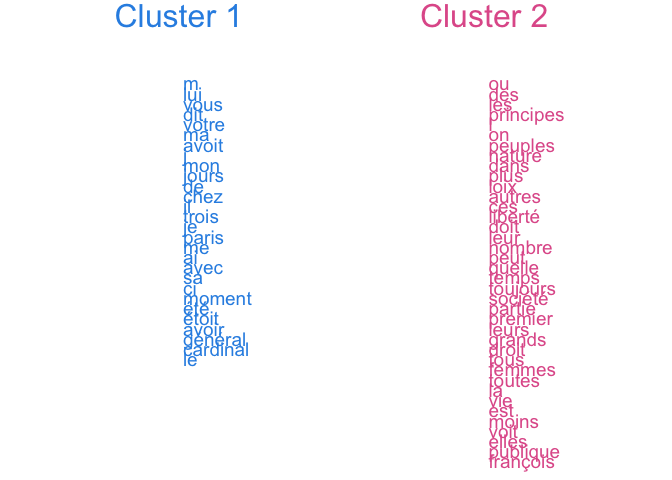 Cluster 1
m
lui
vous
dit
votre
ma
avoit
j
mon
jours
de
chez
il
trois
je
paris
me
ai
avec
sa
ci
moment
été
étoit
avoir
général
cardinal
le
Cluster 2
ou
des
les
principes
l
on
peuples
nature
dans
plus
loix
autres
ces
liberté
doit
leur
nombre
peut
quelle
temps
toujours
société
partie
premier
leurs
grands
droit
tous
femmes
toutes
la
vie
est
moins
voit
elles
publique
françois